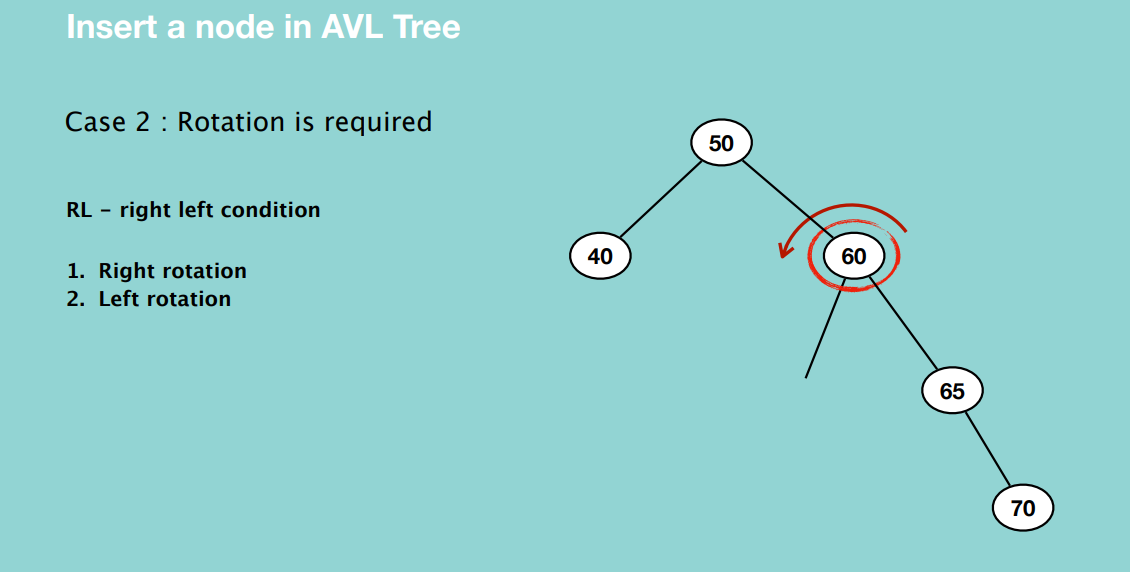 Insert a node in AVL Tree
Case 2 : Rotation is required
RL – right left condition
1. Right rotation
2. Left rotation
50
40
60
65
70